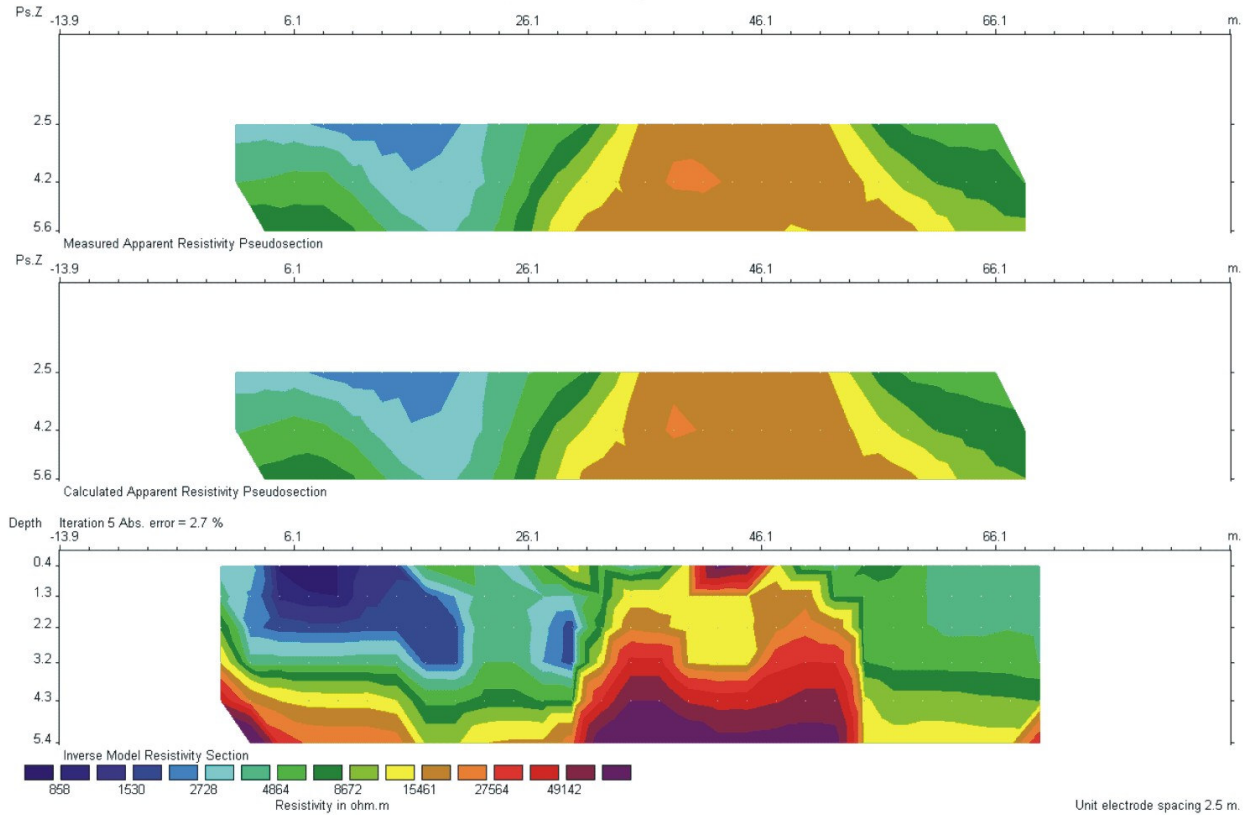 Ps.Z
-13.9 6.1 26.1 46.1 66.1 m.
2.5
4.2
5.6
Measured Apparent Resistivity Pseudosection
Ps.Z
-13.9 6.1 26.1 46.1 66.1 m.
2.5
4.2
5.6
Calculated Apparent Resistivity Pseudosection
Depth Iteration 5 Abs. error = 2.7 %
-13.9 6.1 26.1 46.1 66.1 m.
0.4
1.3
2.2
3.2
4.3
5.4
Inverse Model Resistivity Section
858 1530 2728 4864 8672 15461 27564 49142
Resistivity in ohm.m Unit electrode spacing 2.5 m.